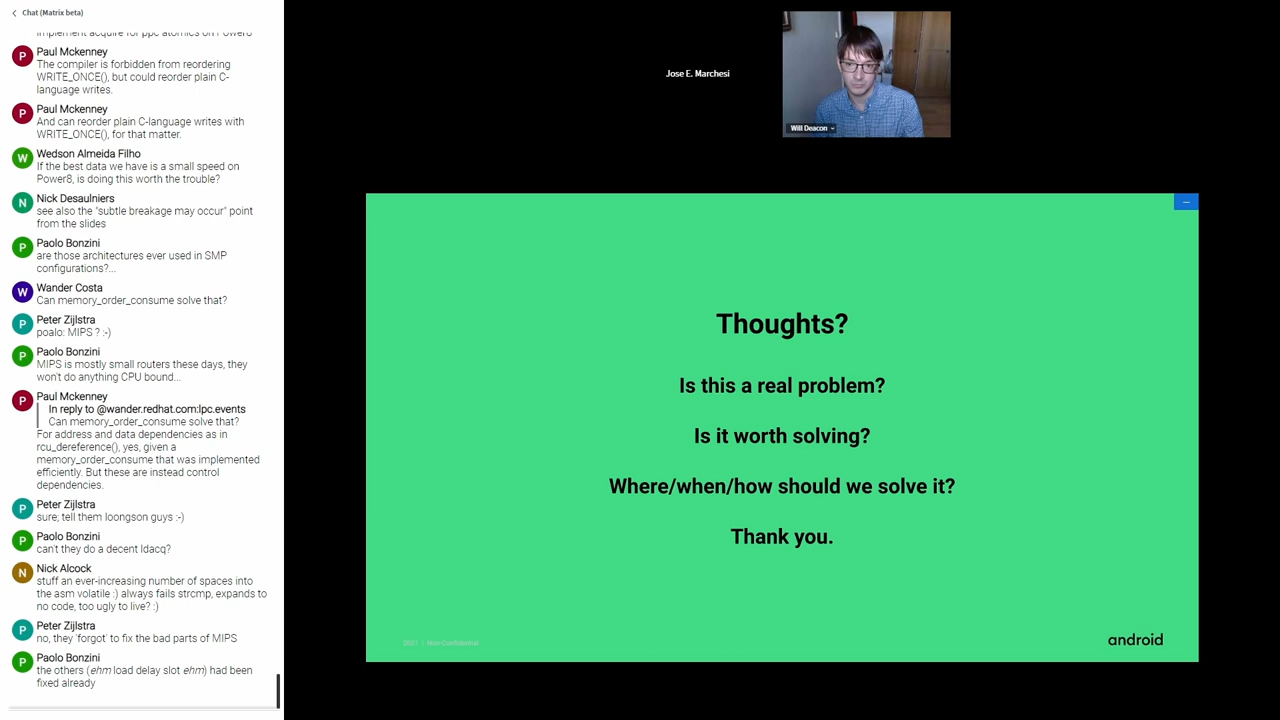 Chat (Matrix beta)
implement acquire for ppc atomics on Power8
Paul Mckenney
The compiler is forbidden from reordering
WRITE_ONCE(), but could reorder plain C-
language writes.
Paul Mckenney
And can reorder plain C-language writes with
WRITE_ONCE(), for that matter.
Wedson Almeida Filho
If the best data we have is a small speed on
Power8, is doing this worth the trouble?
Nick Desaulniers
see also the "subtle breakage may occur" point
from the slides
Paolo Bonzini
are those architectures ever used in SMP
configurations?...
Wander Costa
Can memory_order_consume solve that?
Peter Zijlstra
poalo: MIPS ? :-)
Paolo Bonzini
MIPS is mostly small routers these days, they
won't do anything CPU bound...
Paul Mckenney
In reply to @wander.redhat.com:lpc.events
Can memory_order_consume solve that?
For address and data dependencies as in
rcu_dereference(), yes, given a
memory_order_consume that was implemented
efficiently. But these are instead control
dependencies.
Peter Zijlstra
sure; tell them loongson guys :-)
Paolo Bonzini
can't they do a decent ldacq?
Nick Alcock
stuff an ever-increasing number of spaces into
the asm volatile :) always fails strcmp, expands to
no code, too ugly to live? :)
Peter Zijlstra
no, they 'forgot' to fix the bad parts of MIPS
Paolo Bonzini
the others (ehm load delay slot ehm) had been
fixed already
P
P
W
N
P
W
P
P
P
P
P
N
P
P
Jose E. Marchesi
Will Deacon
Thoughts?
Is this a real problem?
Is it worth solving?
Where/when/how should we solve it?
Thank you.
2021 | Non-Confidential
android